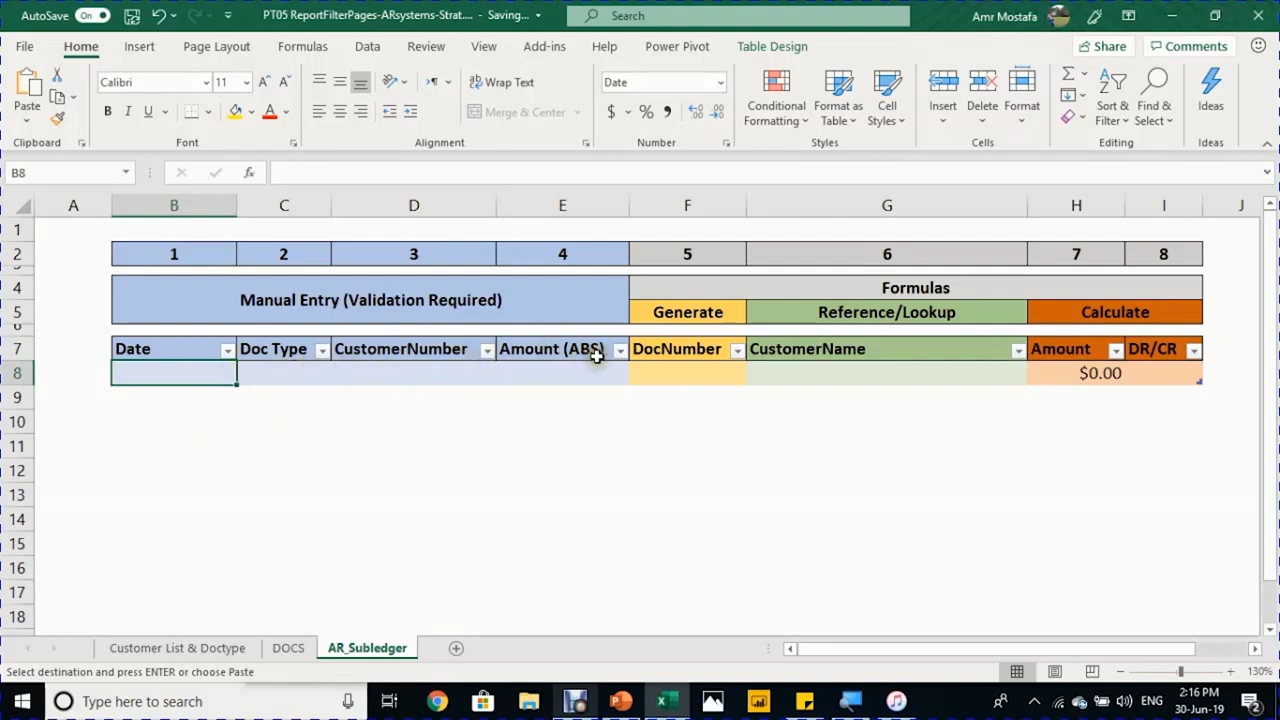 AutoSave On PT05 ReportFilterPages-ARsystems-Strat... - Saving... Search Amr Mostafa
File Home Insert Page Layout Formulas Data Review View Add-ins Help Power Pivot Table Design Share Comments
Paste Calibri 11 Wrap Text Date Conditional Formatting Format as Table Cell Styles Insert Delete Format Sort & Filter Find & Select Ideas
B I U A Merge & Center $ %
Clipboard Font Alignment Number Styles Cells Editing Ideas
B8 fx
A B C D E F G H I J
1
2 1 2 3 4 5 6 7 8
4 Manual Entry (Validation Required) Formulas
5 Generate Reference/Lookup Calculate
7 Date Doc Type CustomerNumber Amount (ABS) DocNumber CustomerName Amount DR/CR
8 $0.00
9
10
11
12
13
14
15
16
17
18
Customer List & Doctype DOCS AR_Subledger
Select destination and press ENTER or choose Paste 130%
Type here to search ENG 2:16 PM
30-Jun-19 2